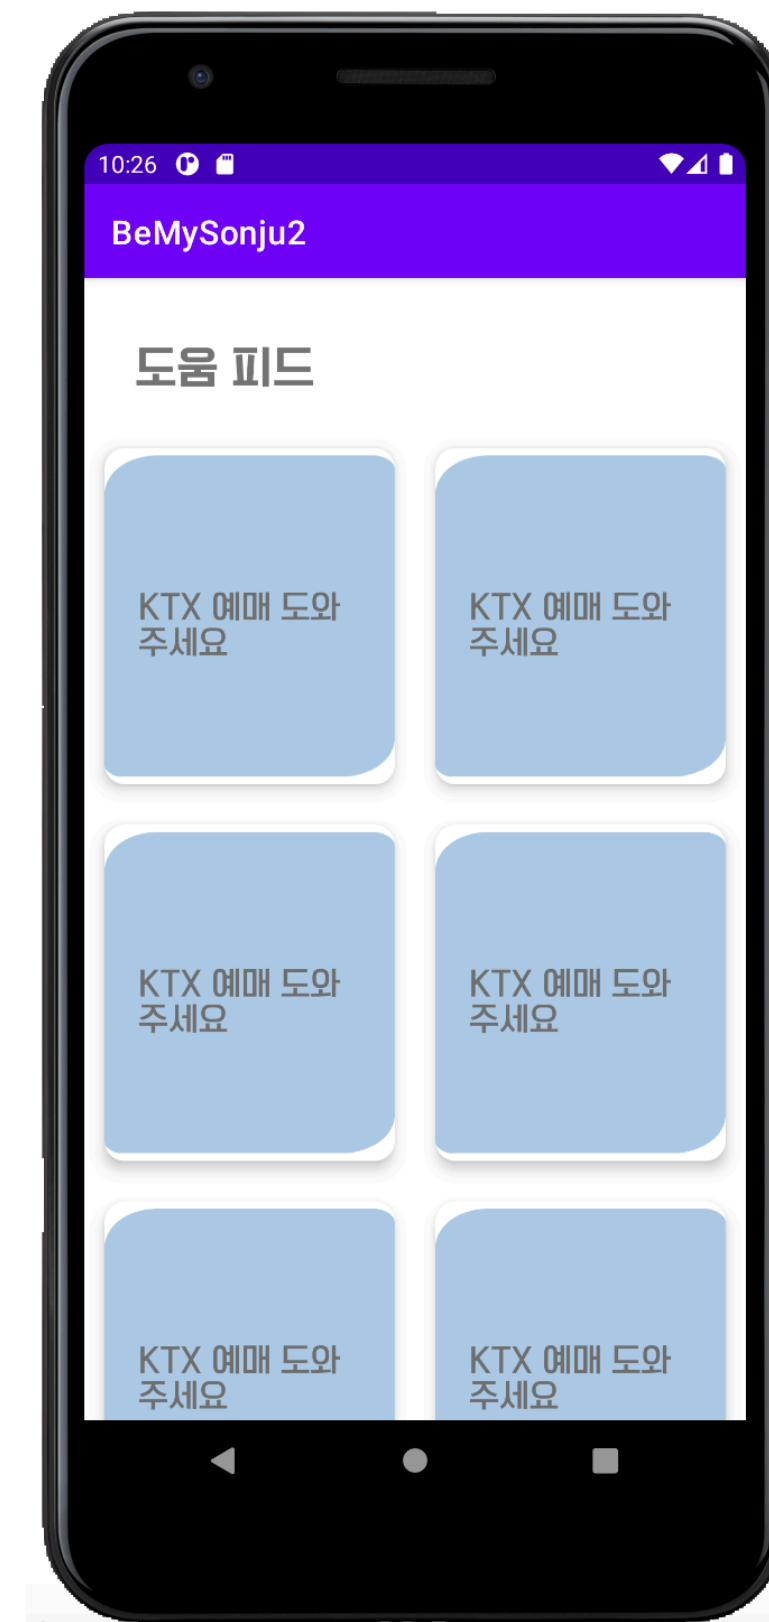 10:26
BeMySonju2
도움 피드
KTX 예매 도와
주세요
KTX 예매 도와
주세요
KTX 예매 도와
주세요
KTX 예매 도와
주세요
KTX 예매 도와
주세요
KTX 예매 도와
주세요